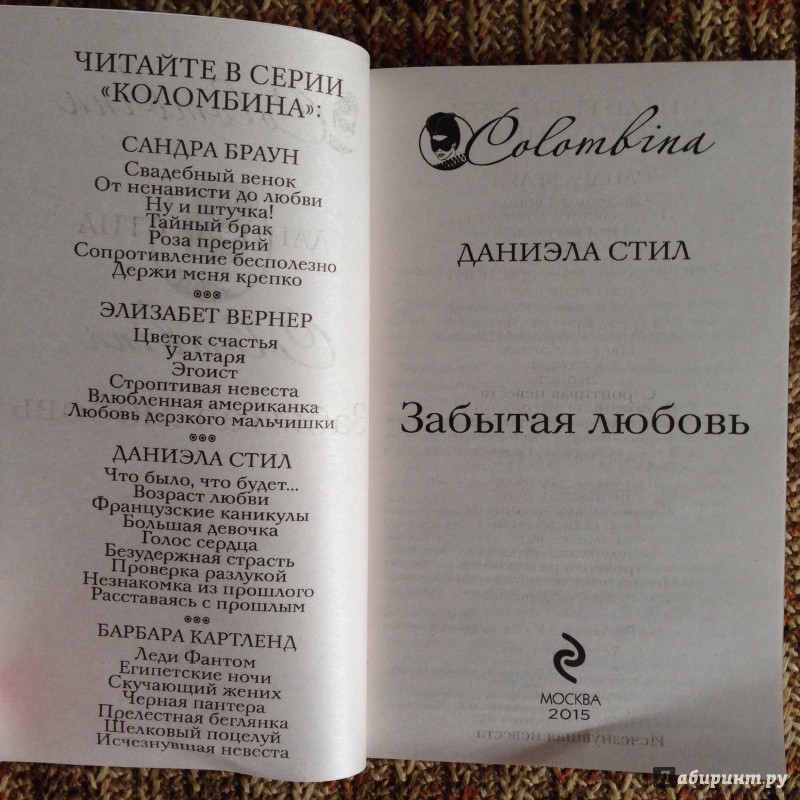 ЧИТАЙТЕ В СЕРИИ
«КОЛОМБИНА»:
САНДРА БРАУН
Свадебный венок
От ненависти до любви
Ну и штучка!
Тайный брак
Роза прерий
Сопротивление бесполезно
Держи меня крепко
ЭЛИЗАБЕТ ВЕРНЕР
Цветок счастья
У алтаря
Эгоист
Строптивая невеста
Влюбленная американка
Любовь дерзкого мальчишки
ДАНИЭЛА СТИЛ
Что было, что будет...
Возраст любви
Французские каникулы
Большая девочка
Голос сердца
Безудержная страсть
Проверка разлукой
Незнакомка из прошлого
Расставаясь с прошлым
БАРБАРА КАРТЛЕНД
Леди Фантом
Египетские ночи
Скучающий жених
Черная пантера
Прелестная беглянка
Шелковый поцелуй
Исчезнувшая невеста
Colombina
ДАНИЭЛА СТИЛ
Забытая любовь
МОСКВА
2015
Лабиринт.ру